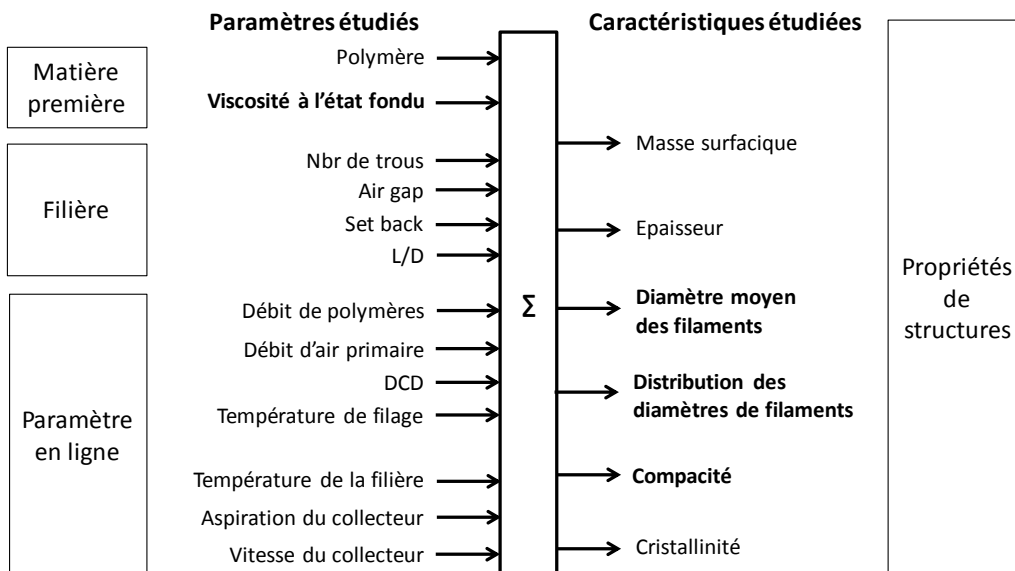 Paramètres étudiés
Caractéristiques étudiées
Matière
première
Polymère
Viscosité à l'état fondu
Filière
Nbr de trous
Air gap
Set back
L/D
Paramètre
en ligne
Débit de polymères
Débit d'air primaire
DCD
Température de filage
Température de la filière
Aspiration du collecteur
Vitesse du collecteur
Σ
Masse surfacique
Epaisseur
Diamètre moyen
des filaments
Distribution des
diamètres de filaments
Compacité
Cristallinité
Propriétés
de
structures